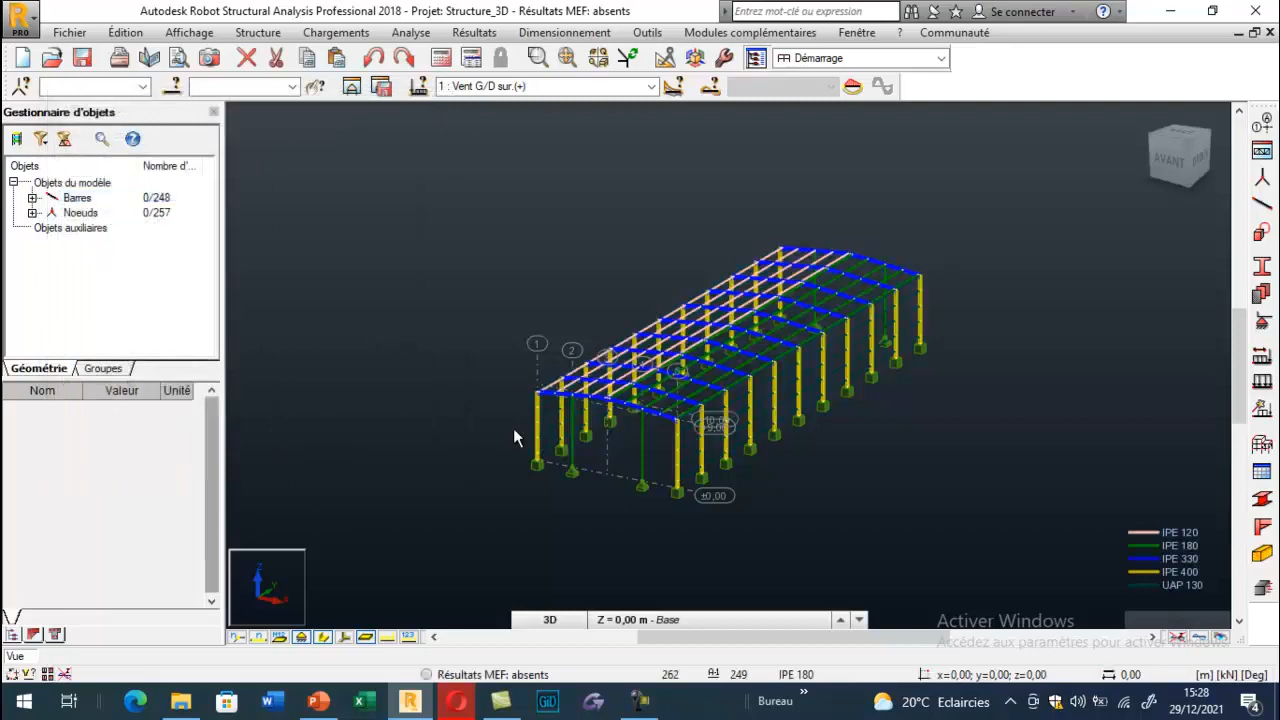 Autodesk Robot Structural Analysis Professional 2018 - Projet: Structure_3D - Résultats MEF: absents
Entrez mot-clé ou expression
Se connecter
PRO
Fichier Édition Affichage Structure Chargements Analyse Résultats Dimensionnement Outils Modules complémentaires Fenêtre ? Communauté
Démarrage
1 : Vent G/D sur.(+)
Gestionnaire d'objets
Objets Nombre d'...
Objets du modèle
Barres 0/248
Noeuds 0/257
Objets auxiliaires
Géométrie Groupes
Nom Valeur Unité
AVANT
1
2
±0,00
IPE 120
IPE 180
IPE 330
IPE 400
UAP 130
Z
3D Z = 0,00 m - Base
Activer Windows
Accédez aux paramètres pour activer Windows.
Vue
Résultats MEF: absents 262 249 IPE 180 x=0,00; y=0,00; z=0,00 0,00 [m] [kN] [Deg]
GiD
Bureau
20°C Eclaircies
15:28
29/12/2021
4